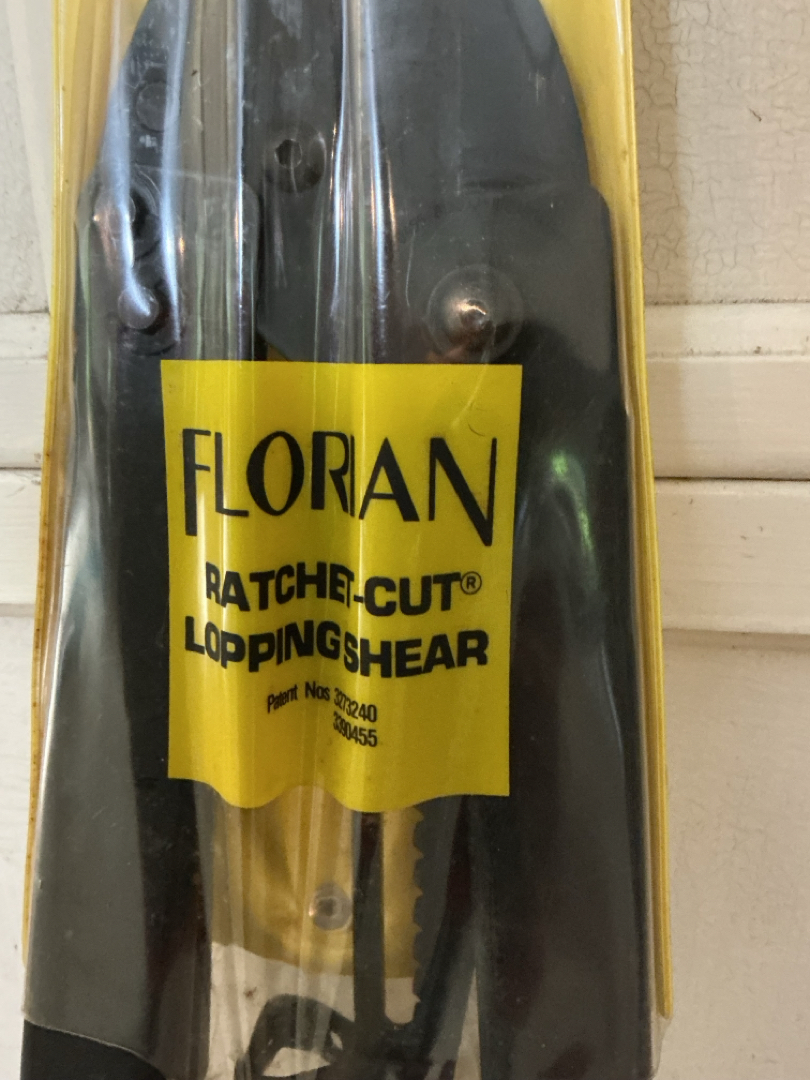 FLORIAN
RATCHET-CUT®
LOPPING SHEAR
Patent Nos 3273240
3390455